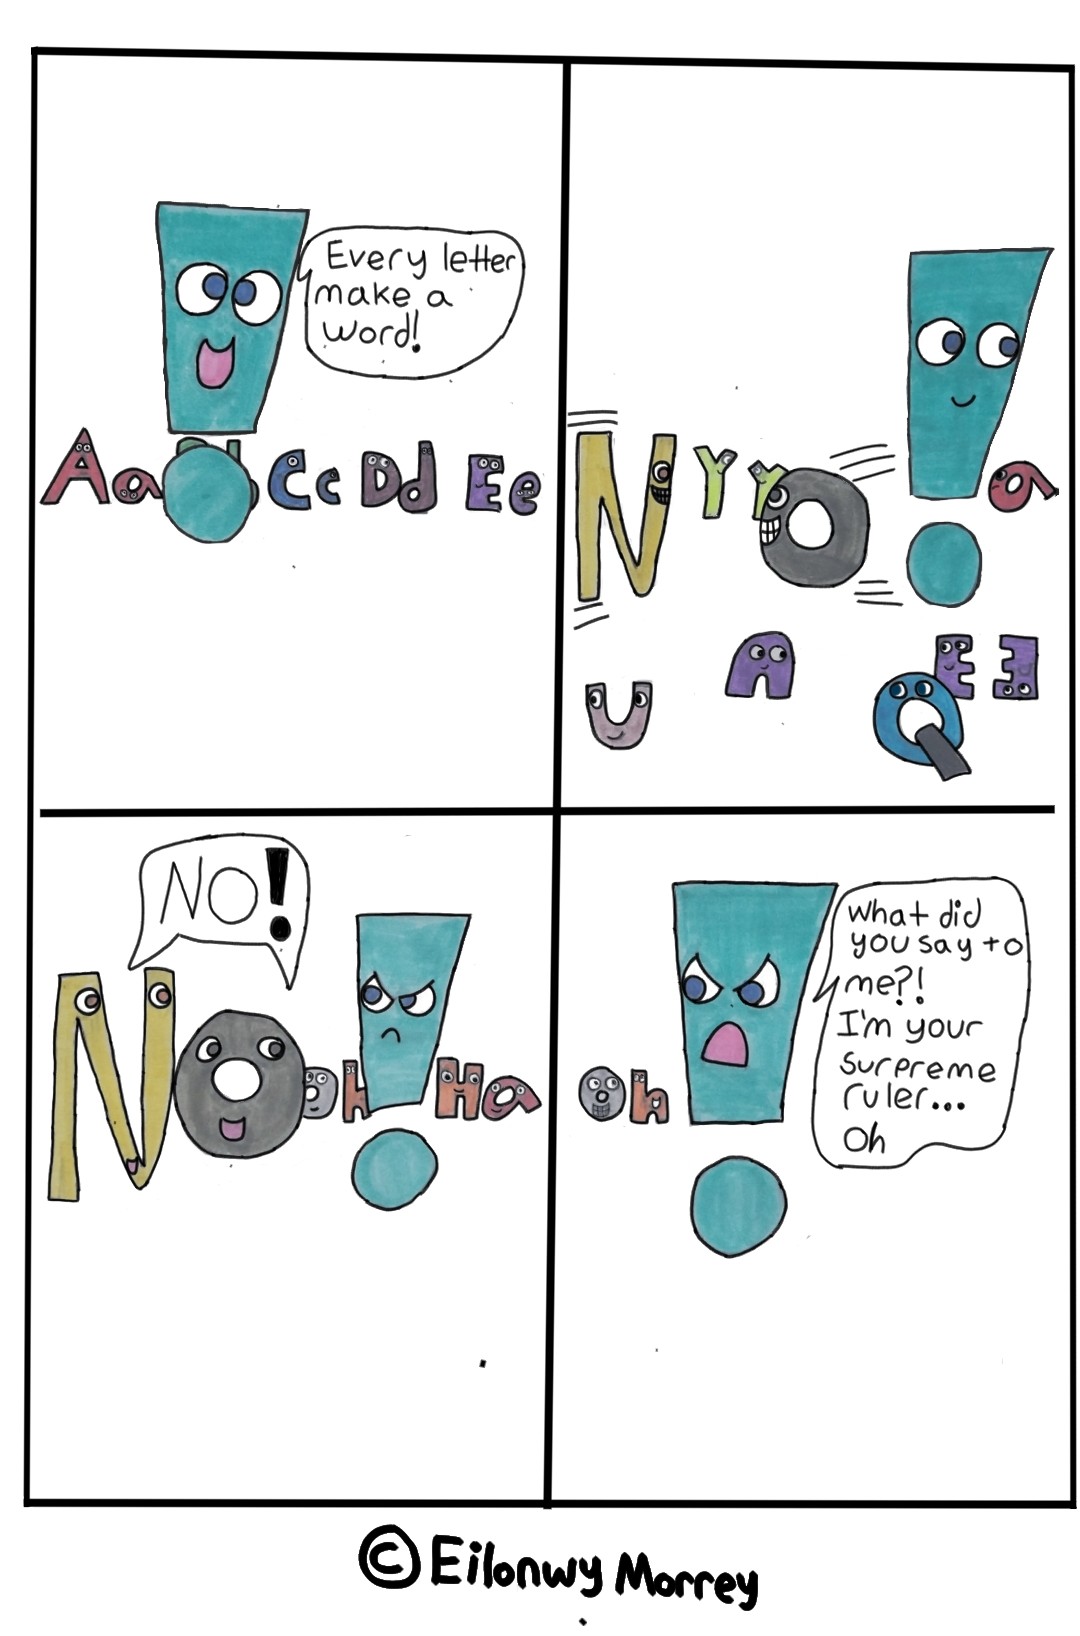 Every letter
make a
word!
Aa Cc Dd Ee
N Y Y O ! a
U n Q E E
NO!
NO oh ! Ha
oh !
What did
you say to
me?!
I'm your
surpreme
ruler...
Oh
© Eilonwy Morrey